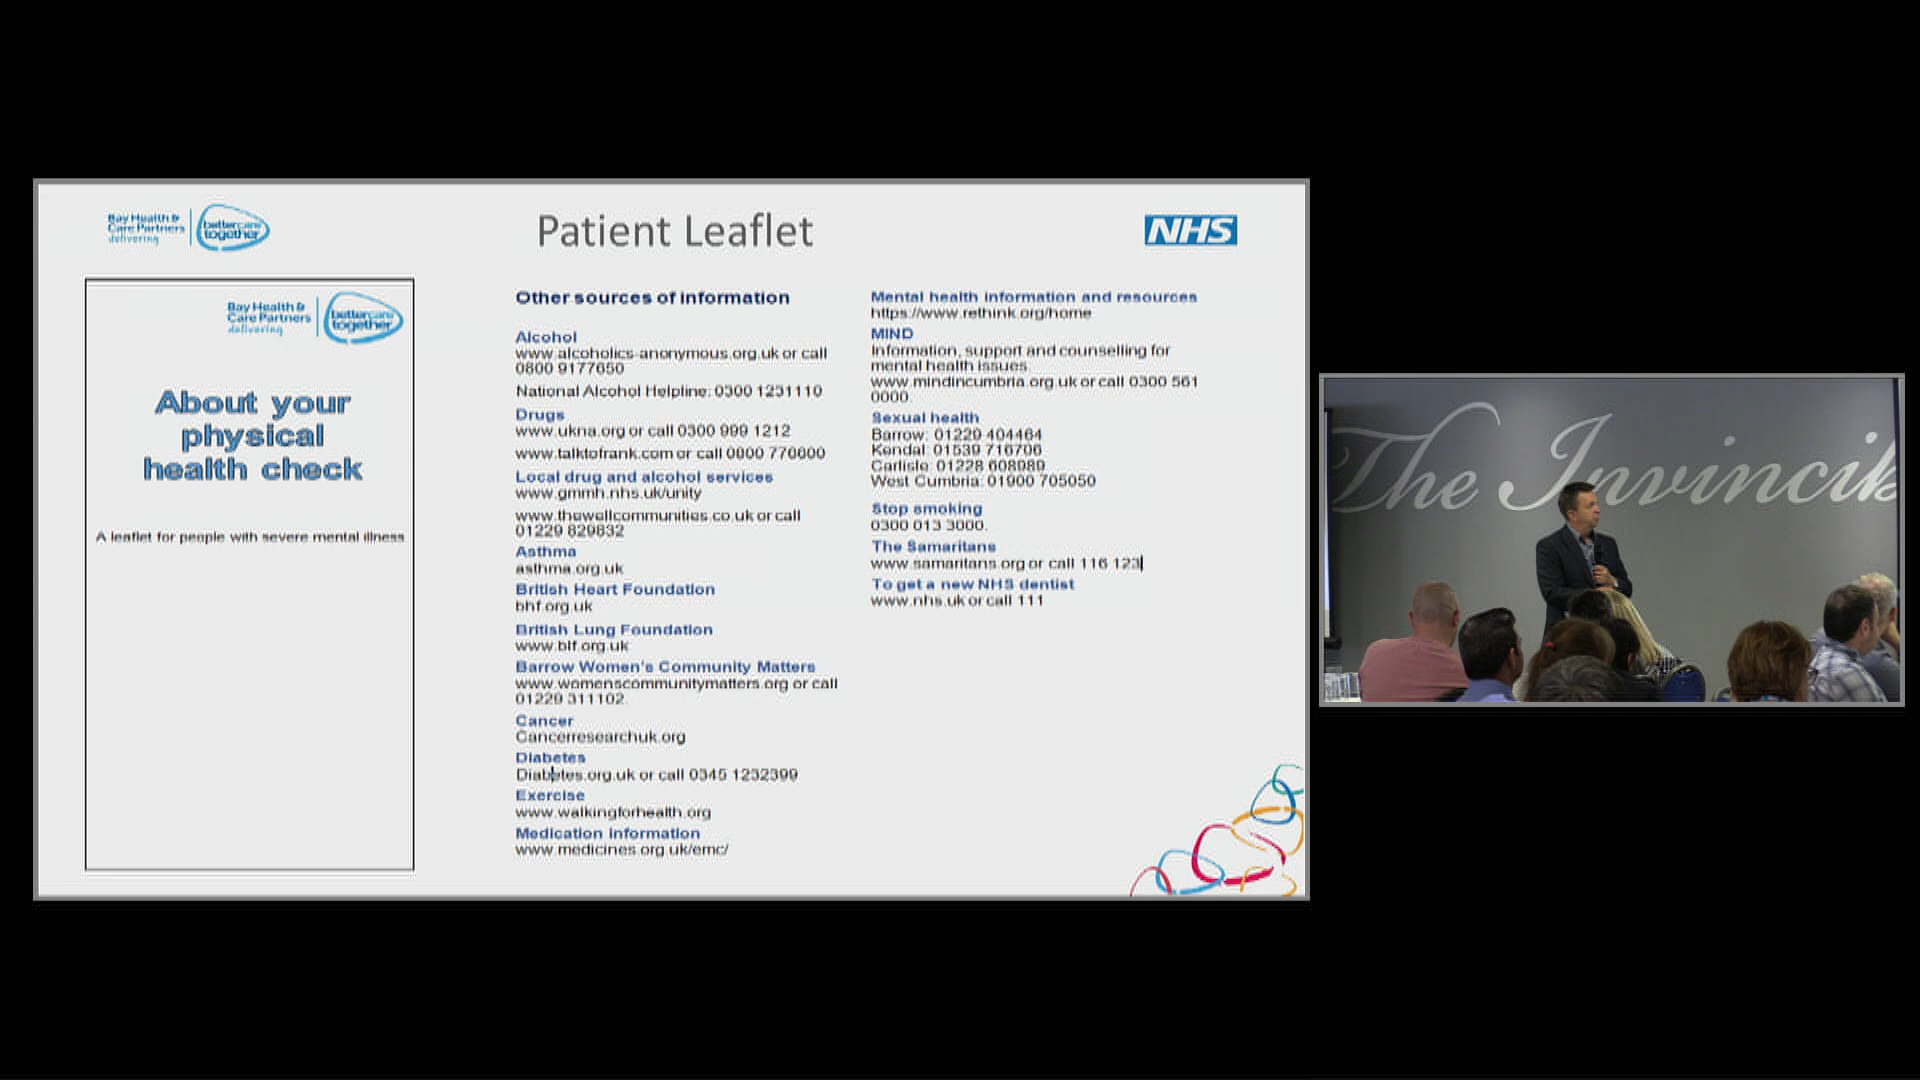 Bay Health &
Care Partners
delivering
bettercare
together
Patient Leaflet
NHS
Bay Health &
Care Partners
delivering
bettercare
together
About your
physical
health check
A leaflet for people with severe mental illness
Other sources of information
Alcohol
www.alcoholics-anonymous.org.uk or call
0800 9177650
National Alcohol Helpline: 0300 1231110
Drugs
www.ukna.org or call 0300 999 1212
www.talktofrank.com or call 0800 776600
Local drug and alcohol services
www.gmmh.nhs.uk/unity
www.thewellcommunities.co.uk or call
01229 829832
Asthma
asthma.org.uk
British Heart Foundation
bhf.org.uk
British Lung Foundation
www.blf.org.uk
Barrow Women's Community Matters
www.womenscommunitymatters.org or call
01229 311102.
Cancer
Cancerresearchuk.org
Diabetes
Diabetes.org.uk or call 0345 1232399
Exercise
www.walkingforhealth.org
Medication information
www.medicines.org.uk/emc/
Mental health information and resources
https://www.rethink.org/home
MIND
Information, support and counselling for
mental health issues.
www.mindincumbria.org.uk or call 0300 561
0000.
Sexual health
Barrow: 01229 404464
Kendal: 01539 716706
Carlisle: 01228 608989
West Cumbria: 01900 705050
Stop smoking
0300 013 3000.
The Samaritans
www.samaritans.org or call 116 123
To get a new NHS dentist
www.nhs.uk or call 111
The Invincib